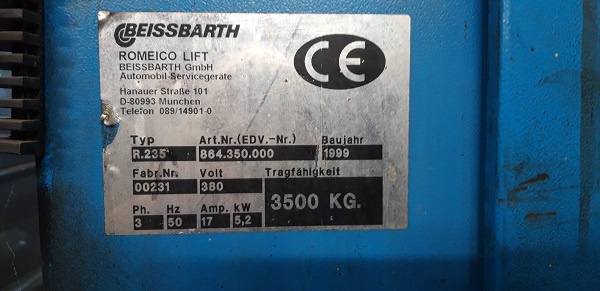 BEISSBARTH
ROMEICO LIFT
BEISSBARTH GmbH
Automobil-Servicegeräte
Hanauer Straße 101
D-80993 München
Telefon 089/14901-0
CE
Typ Art.Nr.(EDV.-Nr.) Baujahr
R.235 864.350.000 1999
Fabr.Nr. Volt Tragfähigkeit
00231 380 3500 KG.
Ph. Hz Amp. kW
3 50 17 5,2